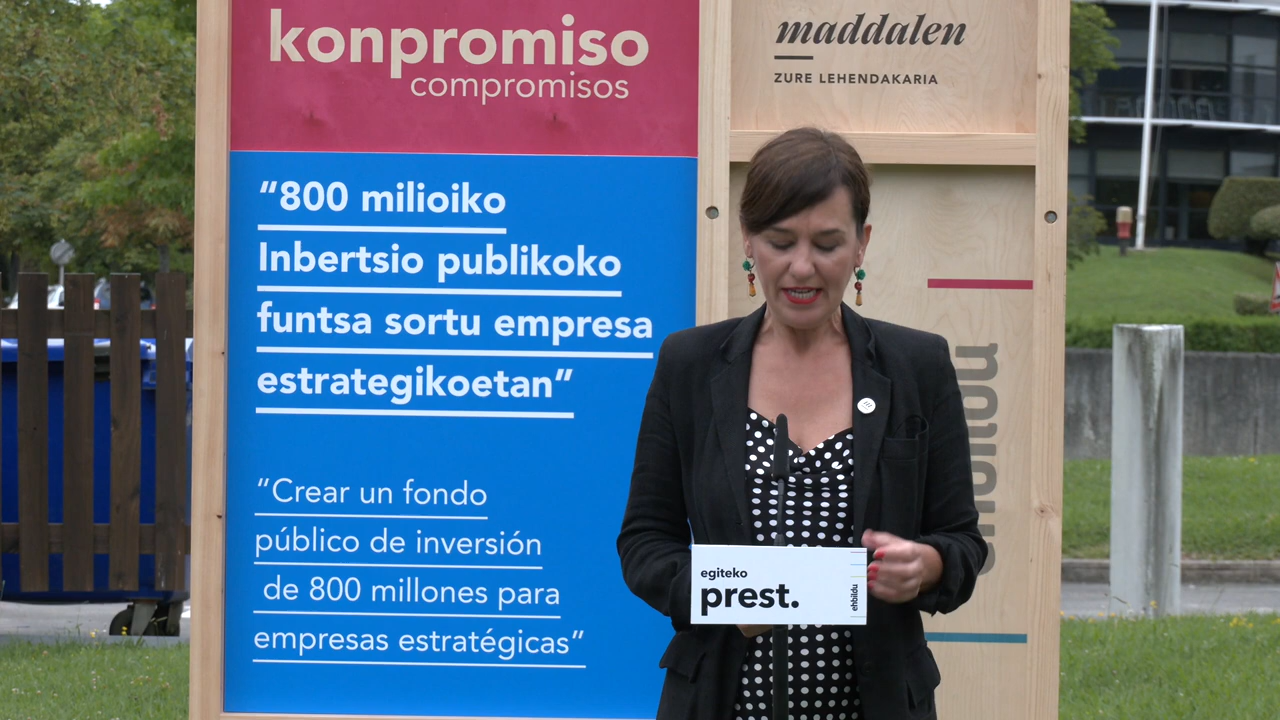 konpromiso
compromisos
“800 milioiko
Inbertsio publikoko
funtsa sortu empresa
estrategikoetan”
“Crear un fondo
público de inversión
de 800 millones para
empresas estratégicas”
maddalen
ZURE LEHENDAKARIA
egiteko
prest.
ehbildu